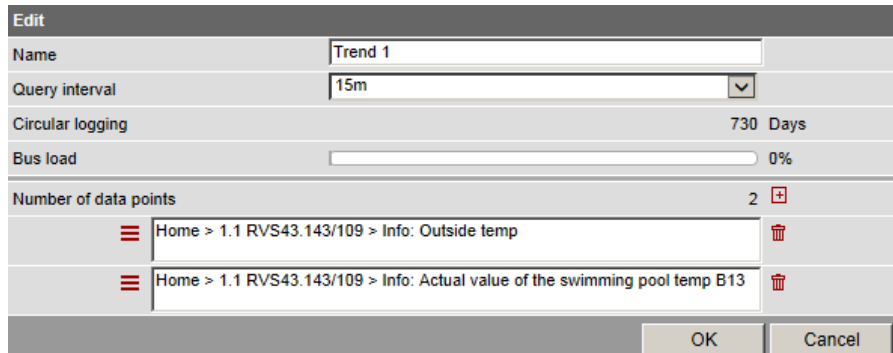 Edit
Name Trend 1
Query interval 15m
Circular logging 730 Days
Bus load 0%
Number of data points 2
Home > 1.1 RVS43.143/109 > Info: Outside temp
Home > 1.1 RVS43.143/109 > Info: Actual value of the swimming pool temp B13
OK Cancel